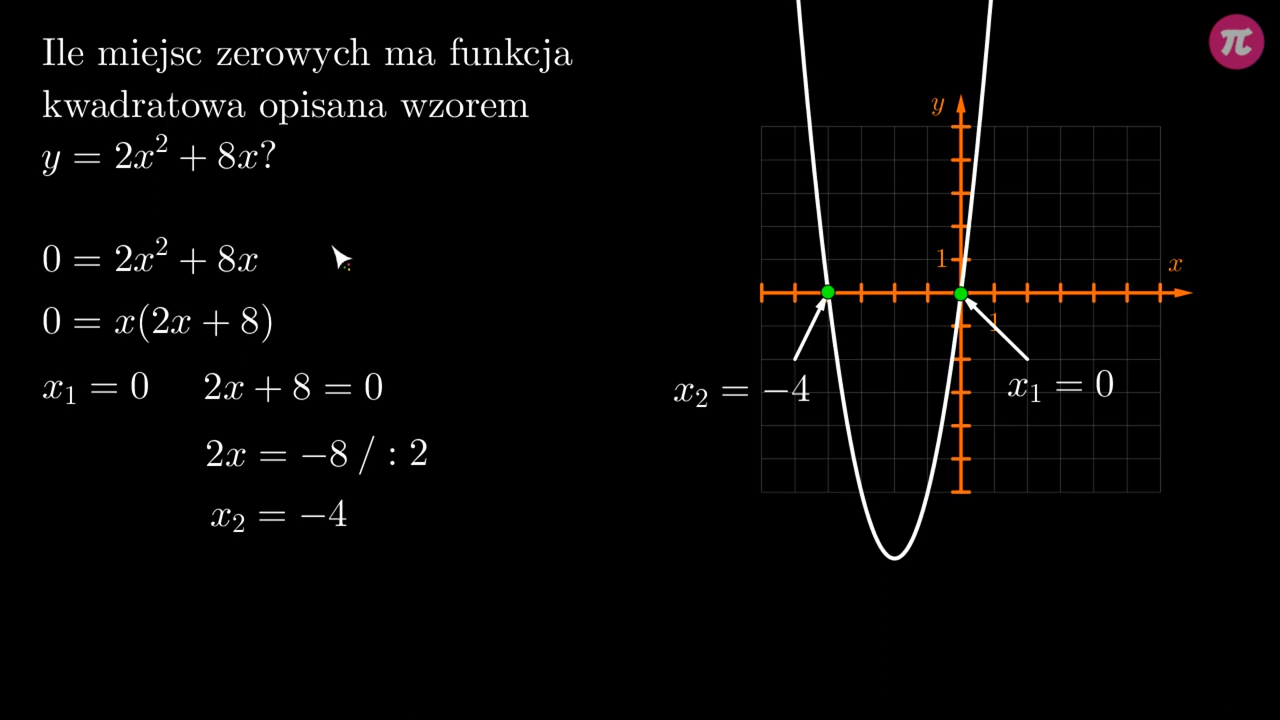 Ile miejsc zerowych ma funkcja
kwadratowa opisana wzorem
y = 2x² + 8x?
0 = 2x² + 8x
0 = x(2x + 8)
x₁ = 0 2x + 8 = 0
2x = −8 / : 2
x₂ = −4
π
y
1
x
1
x₂ = −4
x₁ = 0